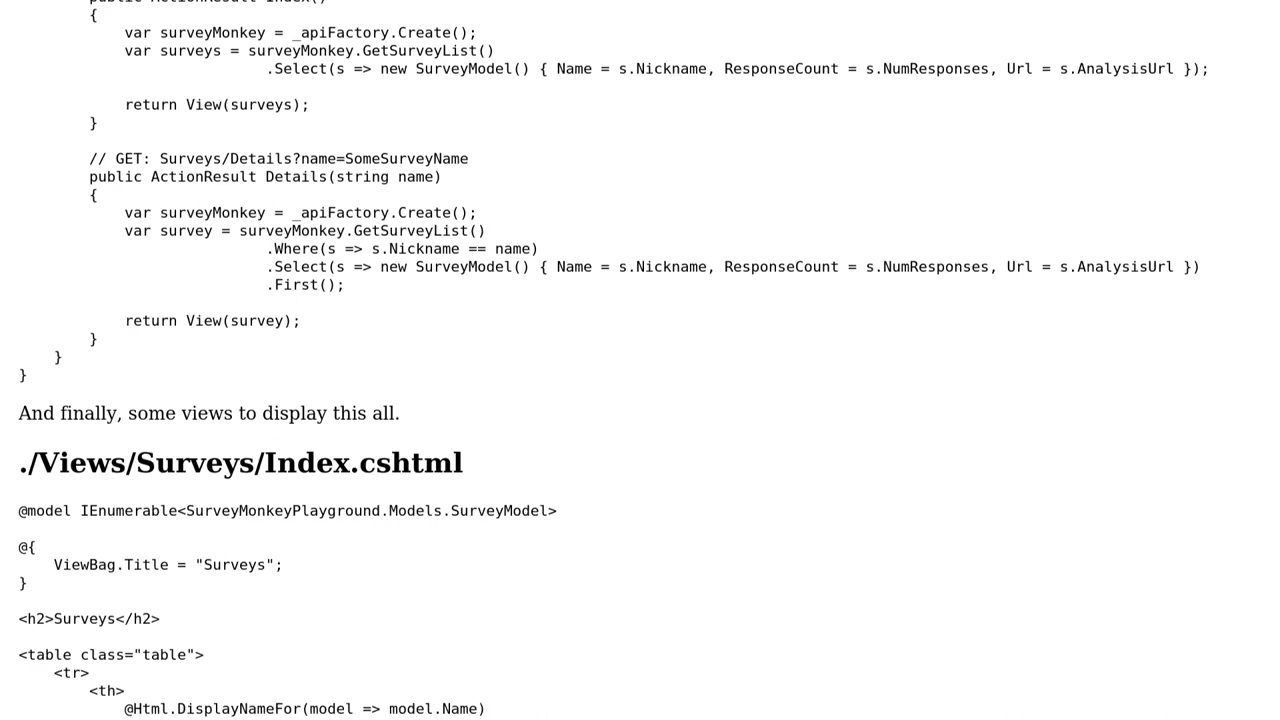 public ActionResult Index()
{
var surveyMonkey = _apiFactory.Create();
var surveys = surveyMonkey.GetSurveyList()
.Select(s => new SurveyModel() { Name = s.Nickname, ResponseCount = s.NumResponses, Url = s.AnalysisUrl });
return View(surveys);
}
// GET: Surveys/Details?name=SomeSurveyName
public ActionResult Details(string name)
{
var surveyMonkey = _apiFactory.Create();
var survey = surveyMonkey.GetSurveyList()
.Where(s => s.Nickname == name)
.Select(s => new SurveyModel() { Name = s.Nickname, ResponseCount = s.NumResponses, Url = s.AnalysisUrl })
.First();
return View(survey);
}
}
}
And finally, some views to display this all.
./Views/Surveys/Index.cshtml
@model IEnumerable<SurveyMonkeyPlayground.Models.SurveyModel>
@{
ViewBag.Title = "Surveys";
}
<h2>Surveys</h2>
<table class="table">
<tr>
<th>
@Html.DisplayNameFor(model => model.Name)